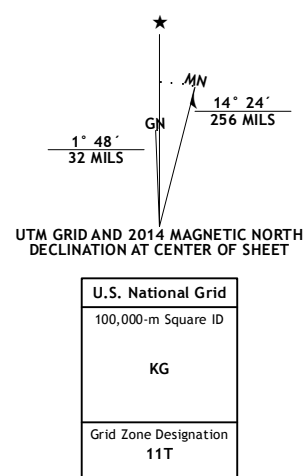 ★
MN
GN
14° 24´
256 MILS
1° 48´
32 MILS
UTM GRID AND 2014 MAGNETIC NORTH
DECLINATION AT CENTER OF SHEET
U.S. National Grid
100,000-m Square ID
KG
Grid Zone Designation
11T